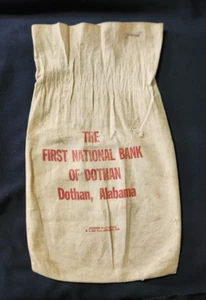 THE
FIRST NATIONAL BANK
OF DOTHAN
Dothan, Alabama